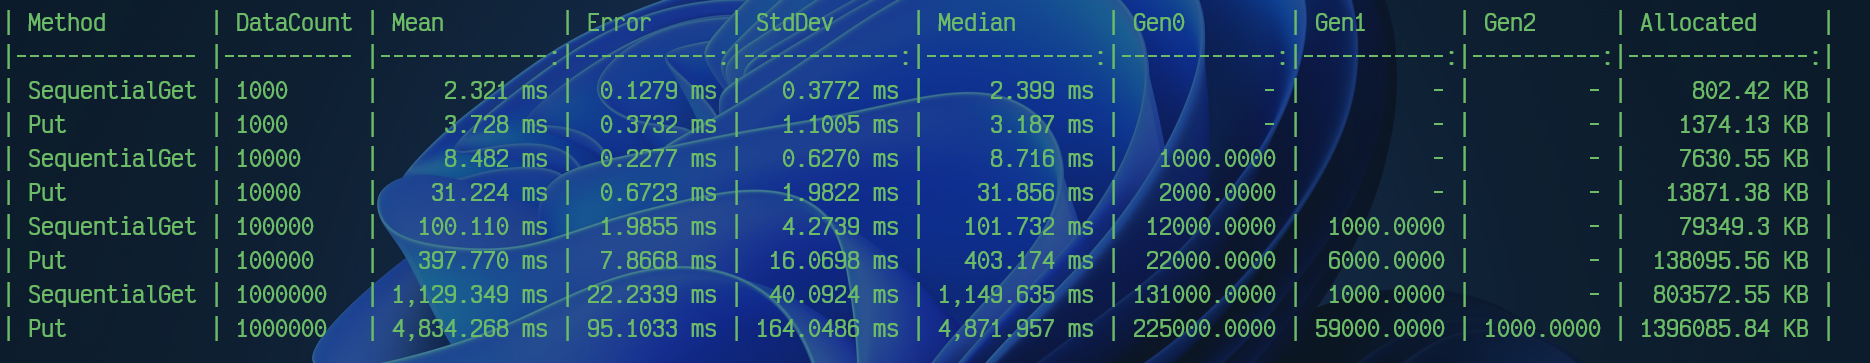 | Method | DataCount | Mean | Error | StdDev | Median | Gen0 | Gen1 | Gen2 | Allocated |
|-------------- |---------- |-------------:|-----------:|------------:|-------------:|------------:|-----------:|----------:|--------------:|
| SequentialGet | 1000 | 2.321 ms | 0.1279 ms | 0.3772 ms | 2.399 ms | - | - | - | 802.42 KB |
| Put | 1000 | 3.728 ms | 0.3732 ms | 1.1005 ms | 3.187 ms | - | - | - | 1374.13 KB |
| SequentialGet | 10000 | 8.482 ms | 0.2277 ms | 0.6270 ms | 8.716 ms | 1000.0000 | - | - | 7630.55 KB |
| Put | 10000 | 31.224 ms | 0.6723 ms | 1.9822 ms | 31.856 ms | 2000.0000 | - | - | 13871.38 KB |
| SequentialGet | 100000 | 100.110 ms | 1.9855 ms | 4.2739 ms | 101.732 ms | 12000.0000 | 1000.0000 | - | 79349.3 KB |
| Put | 100000 | 397.770 ms | 7.8668 ms | 16.0698 ms | 403.174 ms | 22000.0000 | 6000.0000 | - | 138095.56 KB |
| SequentialGet | 1000000 | 1,129.349 ms | 22.2339 ms | 40.0924 ms | 1,149.635 ms | 131000.0000 | 1000.0000 | - | 803572.55 KB |
| Put | 1000000 | 4,834.268 ms | 95.1033 ms | 164.0486 ms | 4,871.957 ms | 225000.0000 | 59000.0000 | 1000.0000 | 1396085.84 KB |